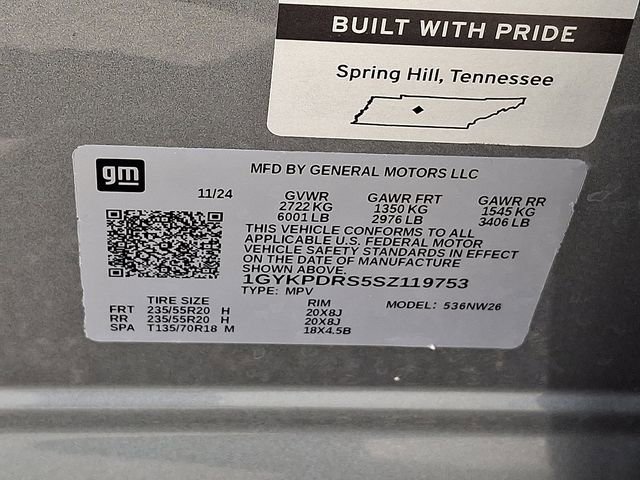 BUILT WITH PRIDE
Spring Hill, Tennessee
gm
MFD BY GENERAL MOTORS LLC
11/24 GVWR GAWR FRT GAWR RR
2722 KG 1350 KG 1545 KG
6001 LB 2976 LB 3406 LB
THIS VEHICLE CONFORMS TO ALL
APPLICABLE U.S. FEDERAL MOTOR
VEHICLE SAFETY STANDARDS IN EFFECT
ON THE DATE OF MANUFACTURE
SHOWN ABOVE.
1GYKPDRS5SZ119753
TYPE: MPV
TIRE SIZE RIM MODEL: 536NW26
FRT 235/55R20 H 20X8J
RR 235/55R20 H 20X8J
SPA T135/70R18 M 18X4.5B